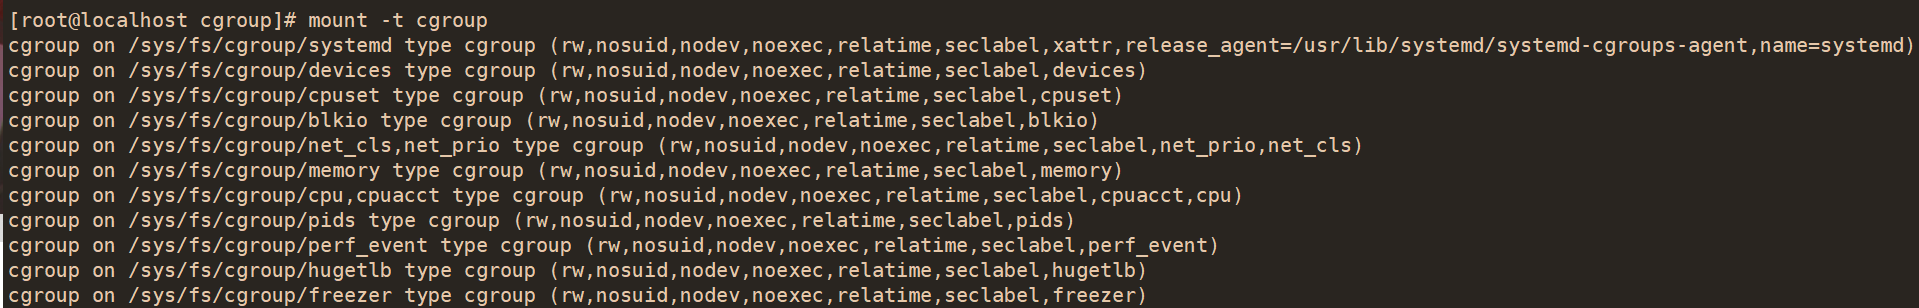 [root@localhost cgroup]# mount -t cgroup
cgroup on /sys/fs/cgroup/systemd type cgroup (rw,nosuid,nodev,noexec,relatime,seclabel,xattr,release_agent=/usr/lib/systemd/systemd-cgroups-agent,name=systemd)
cgroup on /sys/fs/cgroup/devices type cgroup (rw,nosuid,nodev,noexec,relatime,seclabel,devices)
cgroup on /sys/fs/cgroup/cpuset type cgroup (rw,nosuid,nodev,noexec,relatime,seclabel,cpuset)
cgroup on /sys/fs/cgroup/blkio type cgroup (rw,nosuid,nodev,noexec,relatime,seclabel,blkio)
cgroup on /sys/fs/cgroup/net_cls,net_prio type cgroup (rw,nosuid,nodev,noexec,relatime,seclabel,net_prio,net_cls)
cgroup on /sys/fs/cgroup/memory type cgroup (rw,nosuid,nodev,noexec,relatime,seclabel,memory)
cgroup on /sys/fs/cgroup/cpu,cpuacct type cgroup (rw,nosuid,nodev,noexec,relatime,seclabel,cpuacct,cpu)
cgroup on /sys/fs/cgroup/pids type cgroup (rw,nosuid,nodev,noexec,relatime,seclabel,pids)
cgroup on /sys/fs/cgroup/perf_event type cgroup (rw,nosuid,nodev,noexec,relatime,seclabel,perf_event)
cgroup on /sys/fs/cgroup/hugetlb type cgroup (rw,nosuid,nodev,noexec,relatime,seclabel,hugetlb)
cgroup on /sys/fs/cgroup/freezer type cgroup (rw,nosuid,nodev,noexec,relatime,seclabel,freezer)